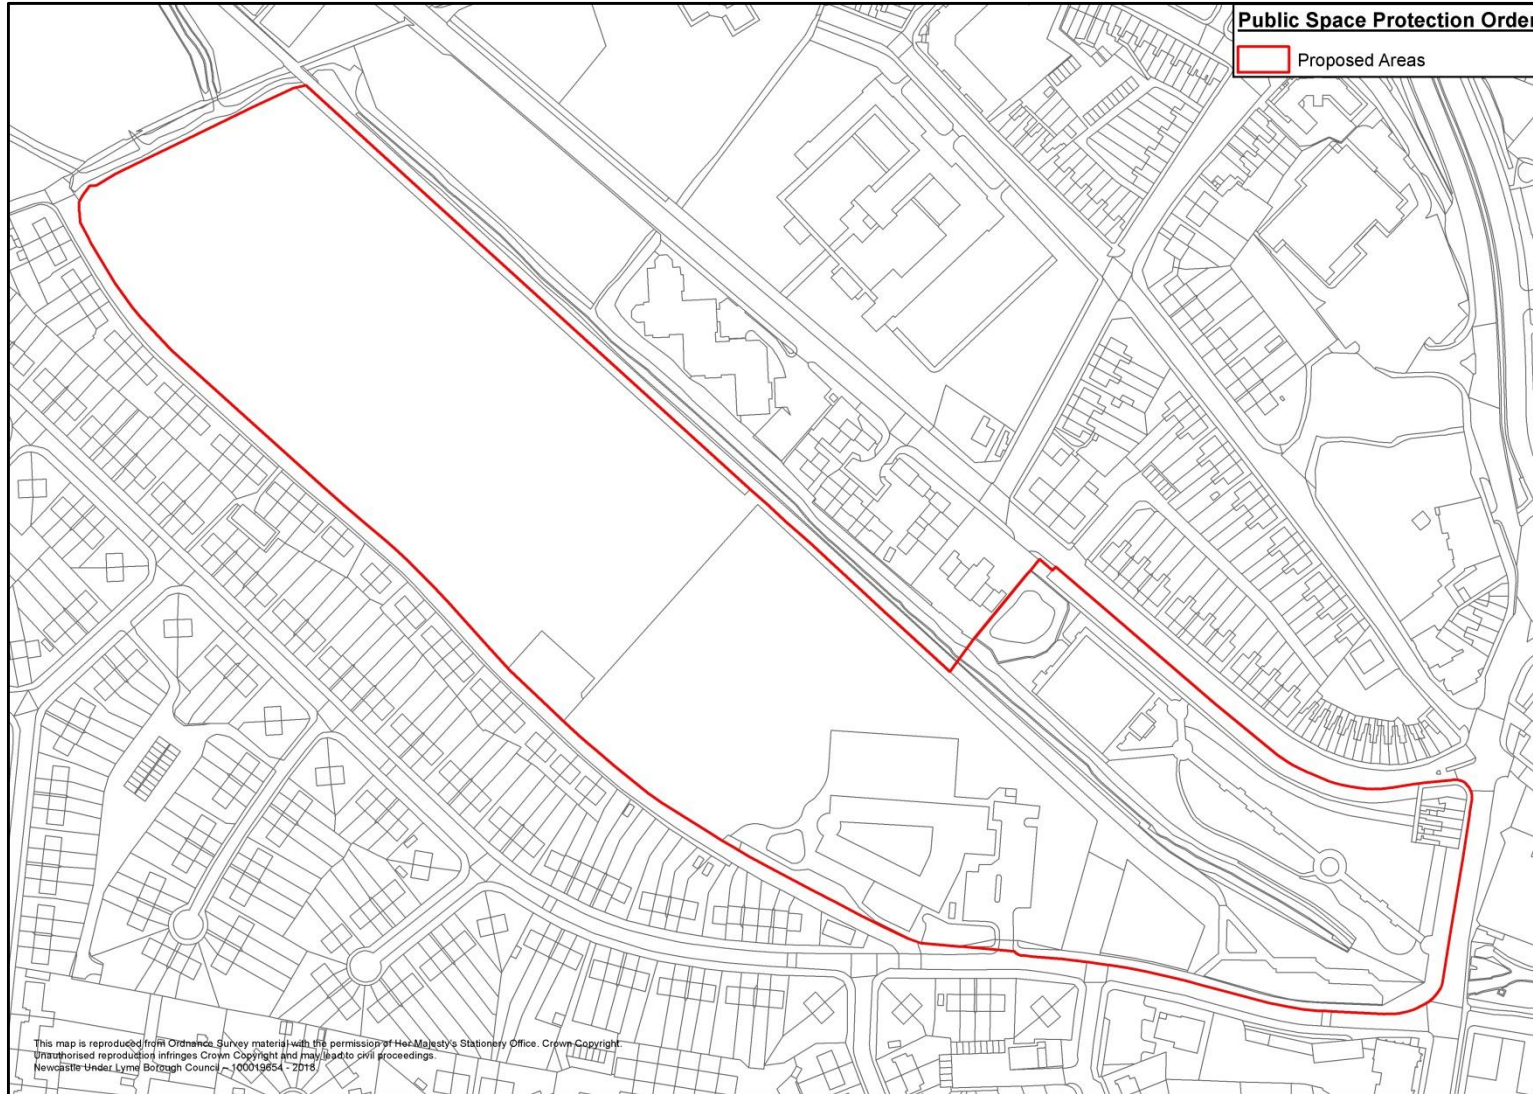 Public Space Protection Order
Proposed Areas
This map is reproduced from Ordnance Survey material with the permission of Her Majesty's Stationery Office. Crown Copyright.
Unauthorised reproduction infringes Crown Copyright and may lead to civil proceedings.
Newcastle Under Lyme Borough Council – 100019654 - 2018